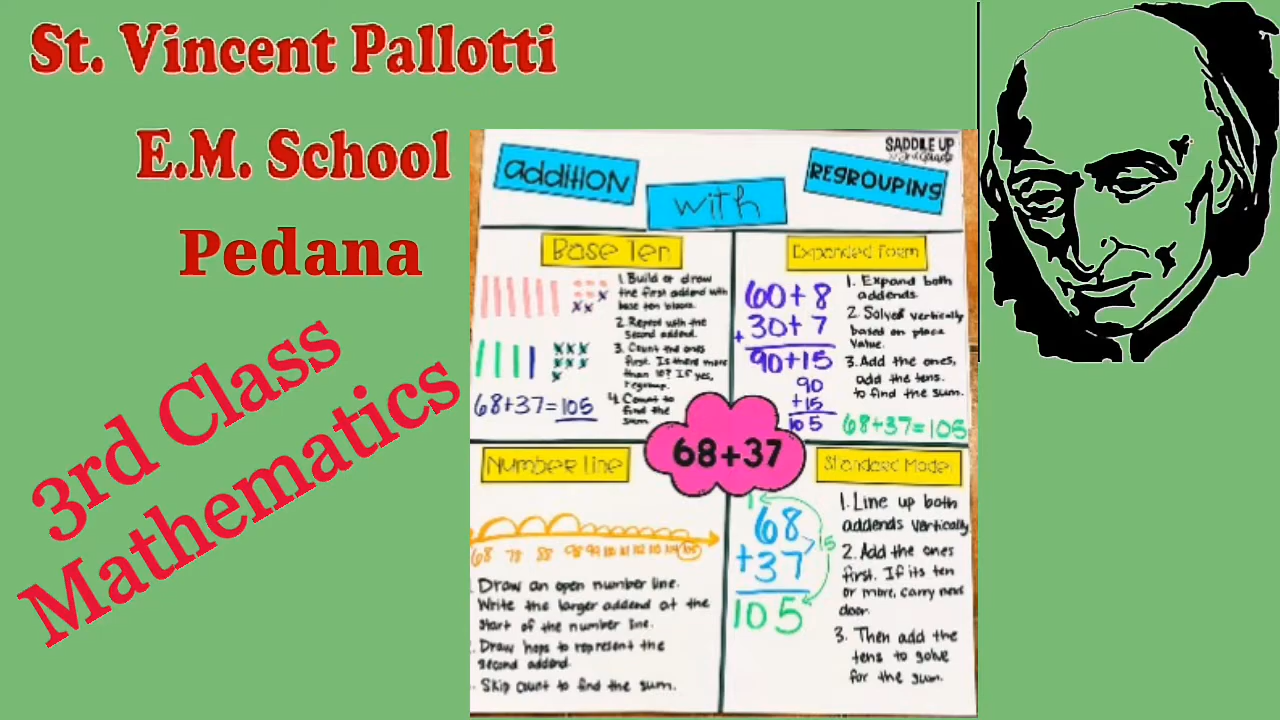 St. Vincent Pallotti
E.M. School
Pedana
3rd Class
Mathematics
SADDLE UP
ADDITION
with
REGROUPING
Base Ten
1. Build or draw
the first addend with
base ten blocks.
2. Repeat with the
second addend.
3. Count the ones
first. Is there more
than 10? If yes,
regroup.
4. Count to
find the
sum
68+37=105
Expanded Form
60+8
+30+7
90+15
90
+15
105
1. Expand both
addends.
2. Solve vertically
based on place
value.
3. Add the ones,
add the tens.
to find the sum.
68+37=105
68+37
Number Line
68 78 88 98
Draw an open number line.
Write the larger addend at the
start of the number line.
Draw hops to represent the
second addend.
Skip count to find the sum.
Standard
1
68
15
+37
105
1. Line up both
addends vertically
2. Add the ones
first. If its ten
or more, carry next
door.
3. Then add the
tens to solve
for the sum.